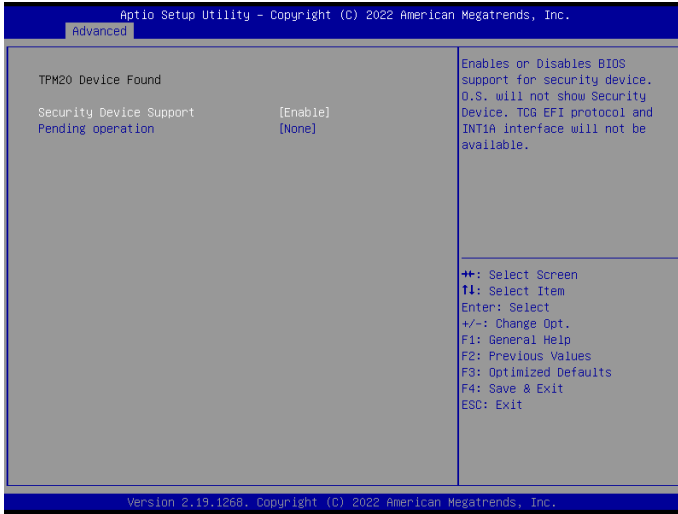 Aptio Setup Utility – Copyright (C) 2022 American Megatrends, Inc.
Advanced
TPM20 Device Found
Security Device Support [Enable]
Pending operation [None]
Enables or Disables BIOS
support for security device.
O.S. will not show Security
Device. TCG EFI protocol and
INT1A interface will not be
available.
→←: Select Screen
↑↓: Select Item
Enter: Select
+/-: Change Opt.
F1: General Help
F2: Previous Values
F3: Optimized Defaults
F4: Save & Exit
ESC: Exit
Version 2.19.1268. Copyright (C) 2022 American Megatrends, Inc.